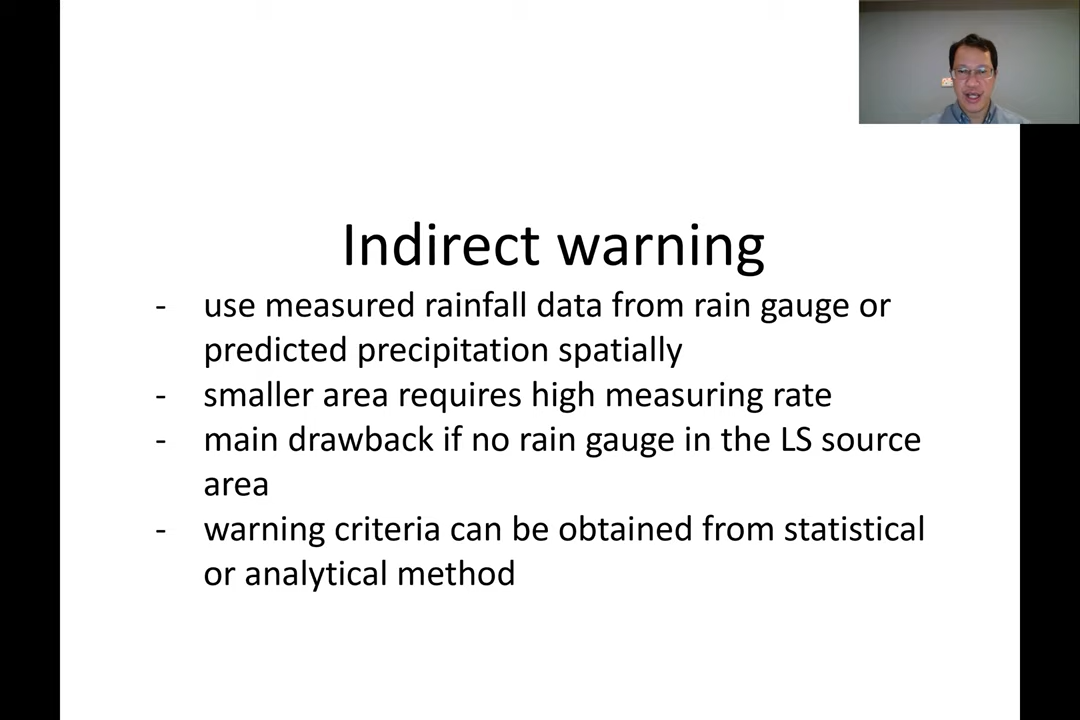 Indirect warning
- use measured rainfall data from rain gauge or
predicted precipitation spatially
- smaller area requires high measuring rate
- main drawback if no rain gauge in the LS source
area
- warning criteria can be obtained from statistical
or analytical method